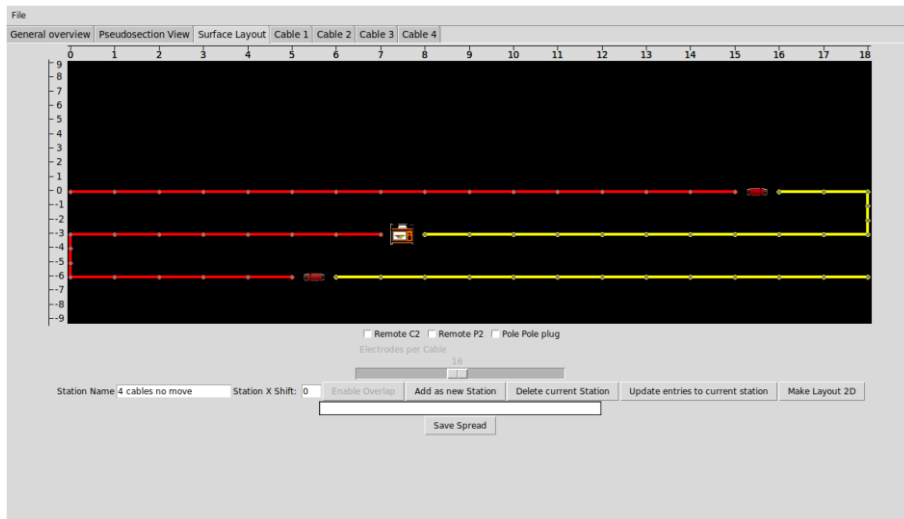 File
General overview Pseudosection View Surface Layout Cable 1 Cable 2 Cable 3 Cable 4
0 1 2 3 4 5 6 7 8 9 10 11 12 13 14 15 16 17 18
9
8
7
6
5
4
3
2
1
0
-1
-2
-3
-4
-5
-6
-7
-8
-9
Remote C2 Remote P2 Pole Pole plug
Electrodes per Cable
16
Station Name 4 cables no move Station X Shift: 0 Enable Overlap Add as new Station Delete current Station Update entries to current station Make Layout 2D
Save Spread